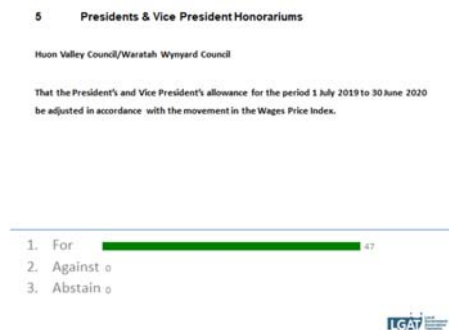 5 Presidents & Vice President Honorariums
Huon Valley Council/Waratah Wynyard Council
That the President's and Vice President's allowance for the period 1 July 2019 to 30 June 2020
be adjusted in accordance with the movement in the Wages Price Index.
1. For 47
2. Against 0
3. Abstain 0
LGAT